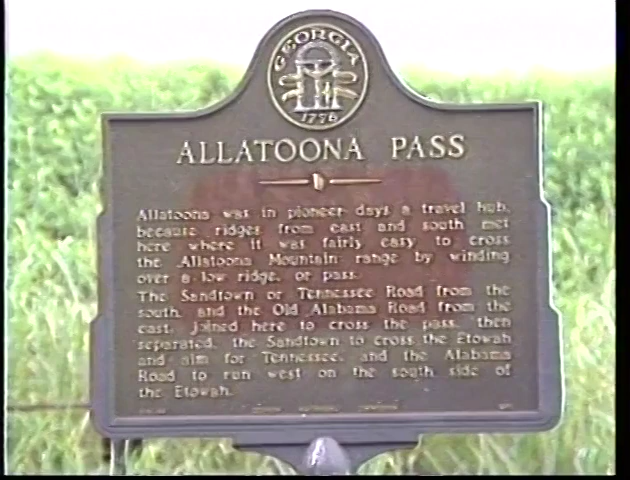 GEORGIA
1776
ALLATOONA PASS
Allatoona was in pioneer days a travel hub,
because ridges from east and south met
here where it was fairly easy to cross
the Allatoona Mountain range by winding
over a low ridge, or pass.
The Sandtown or Tennessee Road from the
south, and the Old Alabama Road from the
east, joined here to cross the pass, then
separated, the Sandtown to cross the Etowah
and aim for Tennessee, and the Alabama
Road to run west on the south side of
the Etowah.